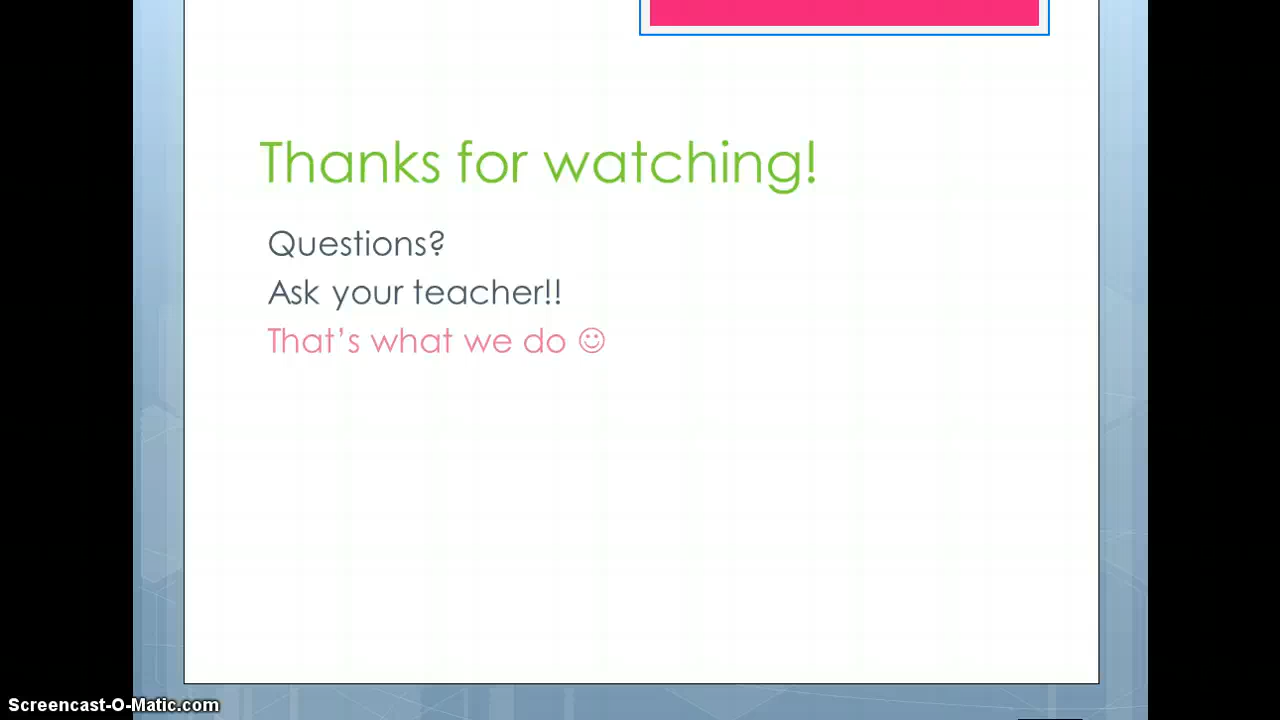 Thanks for watching!
Questions?
Ask your teacher!!
That's what we do ☺
Screencast-O-Matic.com